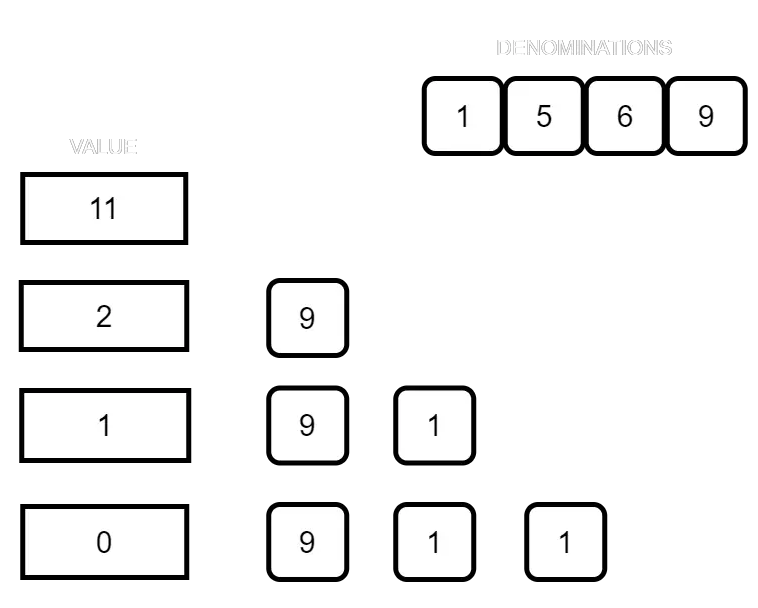 DENOMINATIONS
1 5 6 9
VALUE
11
2 9
1 9 1
0 9 1 1